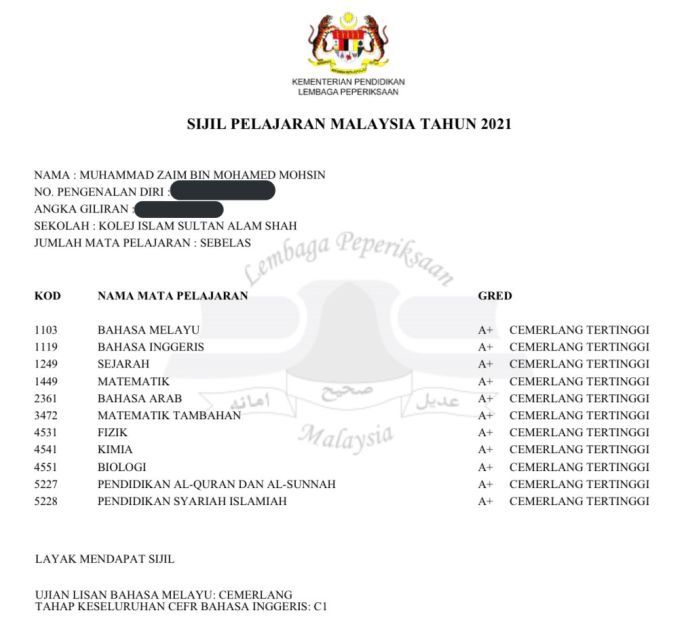 KEMENTERIAN PENDIDIKAN
LEMBAGA PEPERIKSAAN
SIJIL PELAJARAN MALAYSIA TAHUN 2021
NAMA : MUHAMMAD ZAIM BIN MOHAMED MOHSIN
NO. PENGENALAN DIRI :
ANGKA GILIRAN :
SEKOLAH : KOLEJ ISLAM SULTAN ALAM SHAH
JUMLAH MATA PELAJARAN : SEBELAS
Lembaga Peperiksaan
KOD NAMA MATA PELAJARAN GRED
1103 BAHASA MELAYU A+ CEMERLANG TERTINGGI
1119 BAHASA INGGERIS A+ CEMERLANG TERTINGGI
1249 SEJARAH A+ CEMERLANG TERTINGGI
1449 MATEMATIK A+ CEMERLANG TERTINGGI
2361 BAHASA ARAB A+ CEMERLANG TERTINGGI
امانه صحيح عديل
3472 MATEMATIK TAMBAHAN A+ CEMERLANG TERTINGGI
4531 FIZIK A+ CEMERLANG TERTINGGI
Malaysia
4541 KIMIA A+ CEMERLANG TERTINGGI
4551 BIOLOGI A+ CEMERLANG TERTINGGI
5227 PENDIDIKAN AL-QURAN DAN AL-SUNNAH A+ CEMERLANG TERTINGGI
5228 PENDIDIKAN SYARIAH ISLAMIAH A+ CEMERLANG TERTINGGI
LAYAK MENDAPAT SIJIL
UJIAN LISAN BAHASA MELAYU: CEMERLANG
TAHAP KESELURUHAN CEFR BAHASA INGGERIS: C1